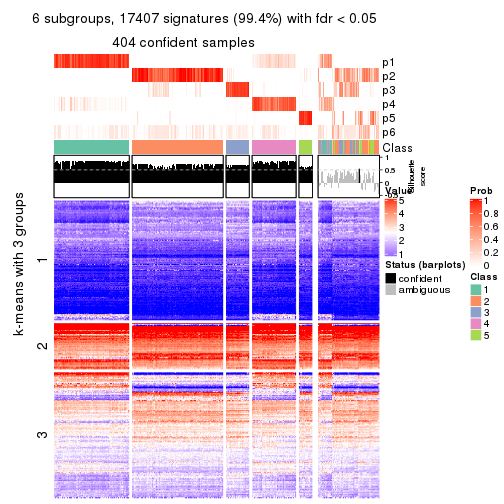 6 subgroups, 17407 signatures (99.4%) with fdr < 0.05
404 confident samples
p1
p2
p3
p4
p5
p6
Class
1
0.5
0
-0.5
Silhouette
score
k-means with 3 groups
1
2
3
Value
5
4
3
2
1
Status (barplots)
confident
ambiguous
Prob
1
0.8
0.6
0.4
0.2
0
Class
1
2
3
4
5